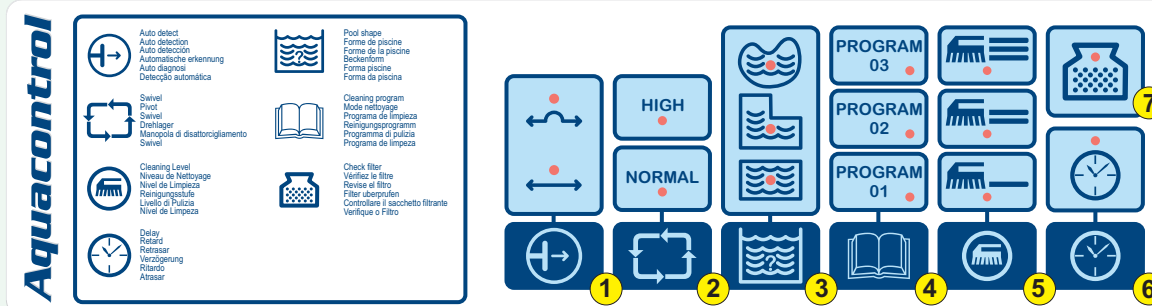 Aquacontrol
Auto detect
Auto detection
Auto detección
Automatische erkennung
Auto diagnosi
Detecção automática
Swivel
Pivot
Swivel
Drehlager
Manopola di disattorcigliamento
Swivel
Cleaning Level
Niveau de Nettoyage
Nivel de Limpieza
Reinigungsstufe
Livello di Pulizia
Nível de Limpeza
Delay
Retard
Retrasar
Verzögerung
Ritardo
Atrasar
Pool shape
Forme de piscine
Forme de la piscine
Beckenform
Forma piscine
Forma da piscina
?
Cleaning program
Mode nettoyage
Programa de limpieza
Reinigungsprogramm
Programma di pulizia
Programa de limpeza
Check filter
Vérifiez le filtre
Revise el filtro
Filter uberprufen
Controllare il sacchetto filtrante
Verifique o Filtro
HIGH
NORMAL
PROGRAM
03
PROGRAM
02
PROGRAM
01
?
1
2
3
4
5
6
7